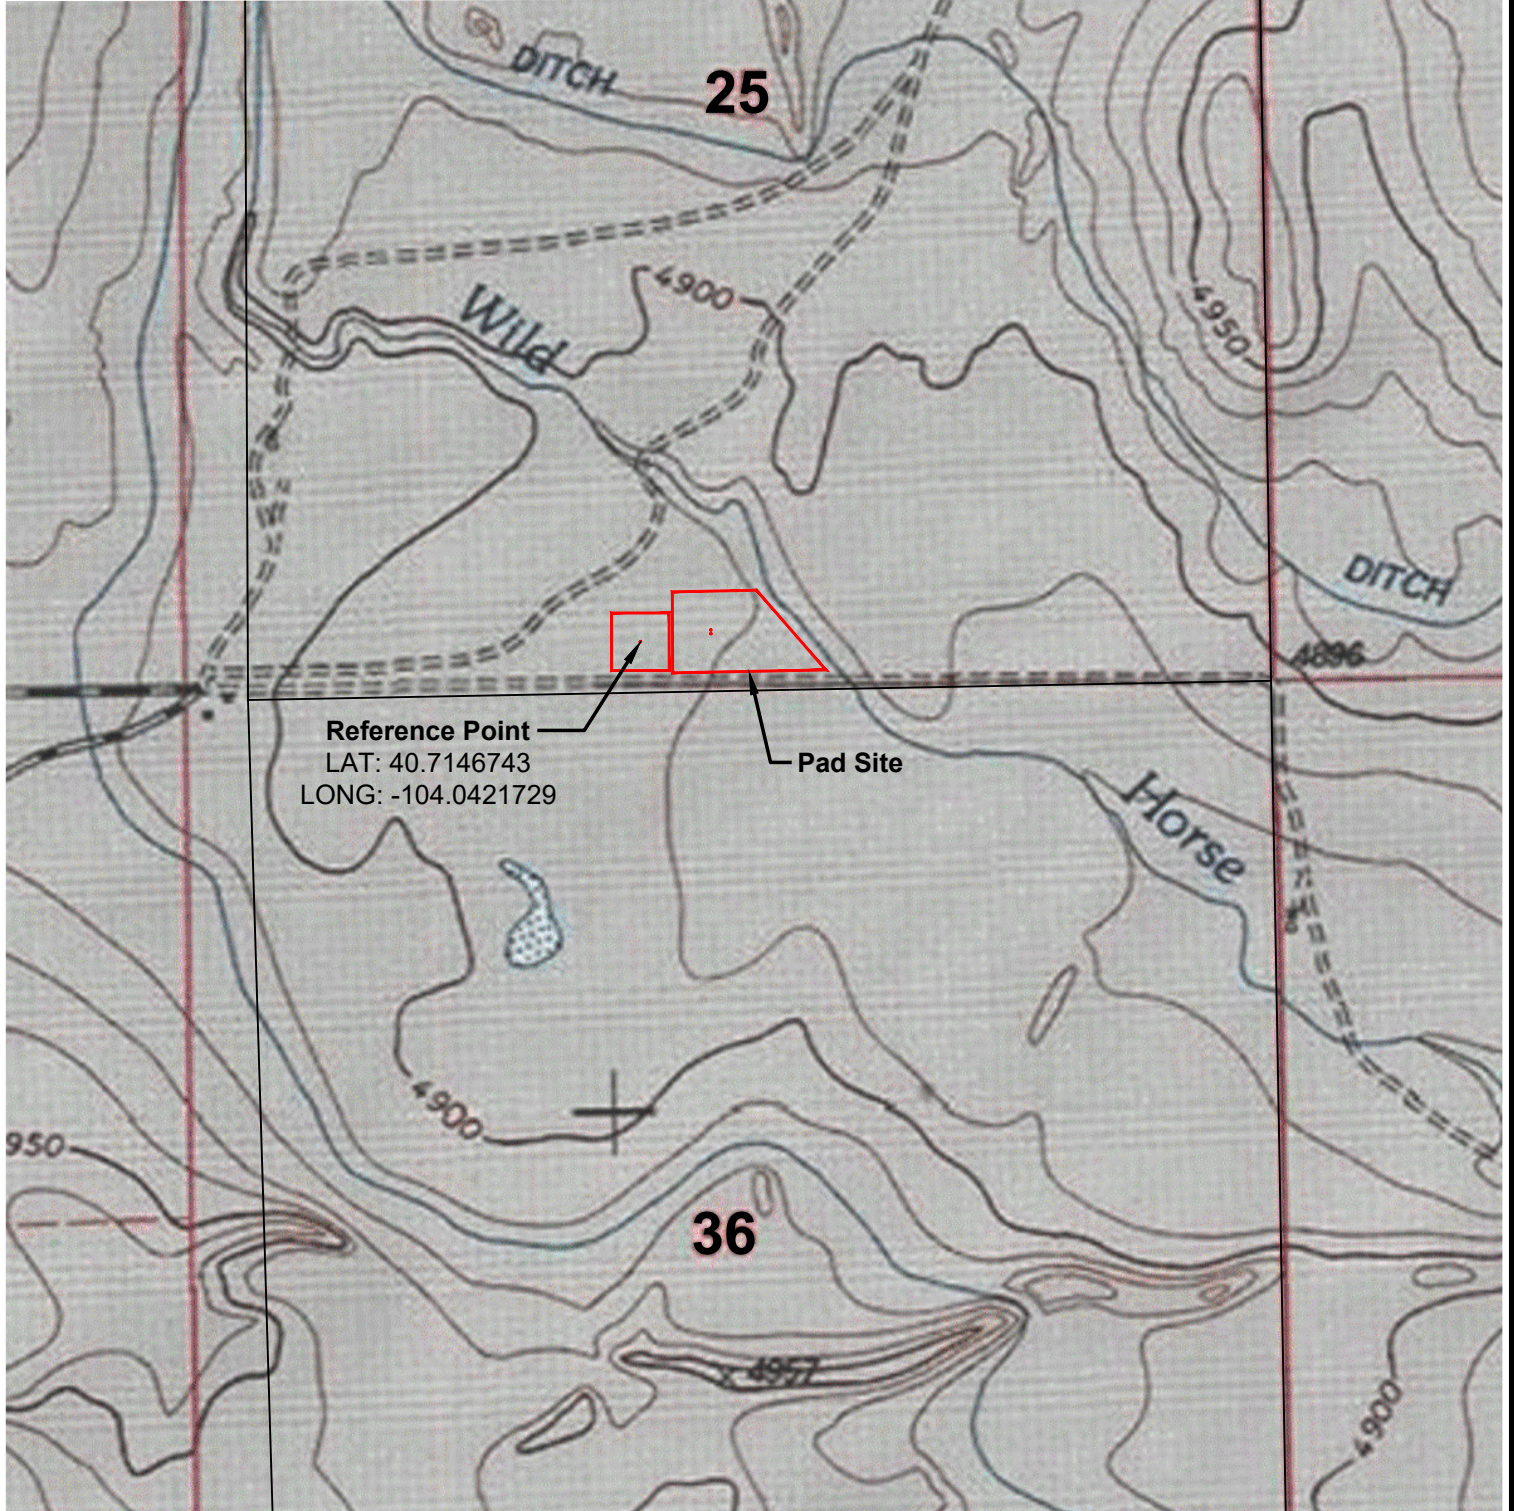 DITCH
25
Wild
4900
4950
DITCH
4896
Reference Point
LAT: 40.7146743
LONG: -104.0421729
Pad Site
Horse
4900
950
36
x 4957
4900